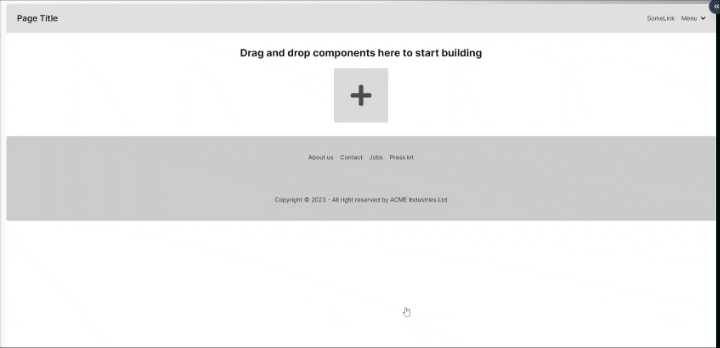 Page Title
SomeLink Menu
Drag and drop components here to start building
About us Contact Jobs Press kit
Copyright © 2023 - All right reserved by ACME Industries Ltd